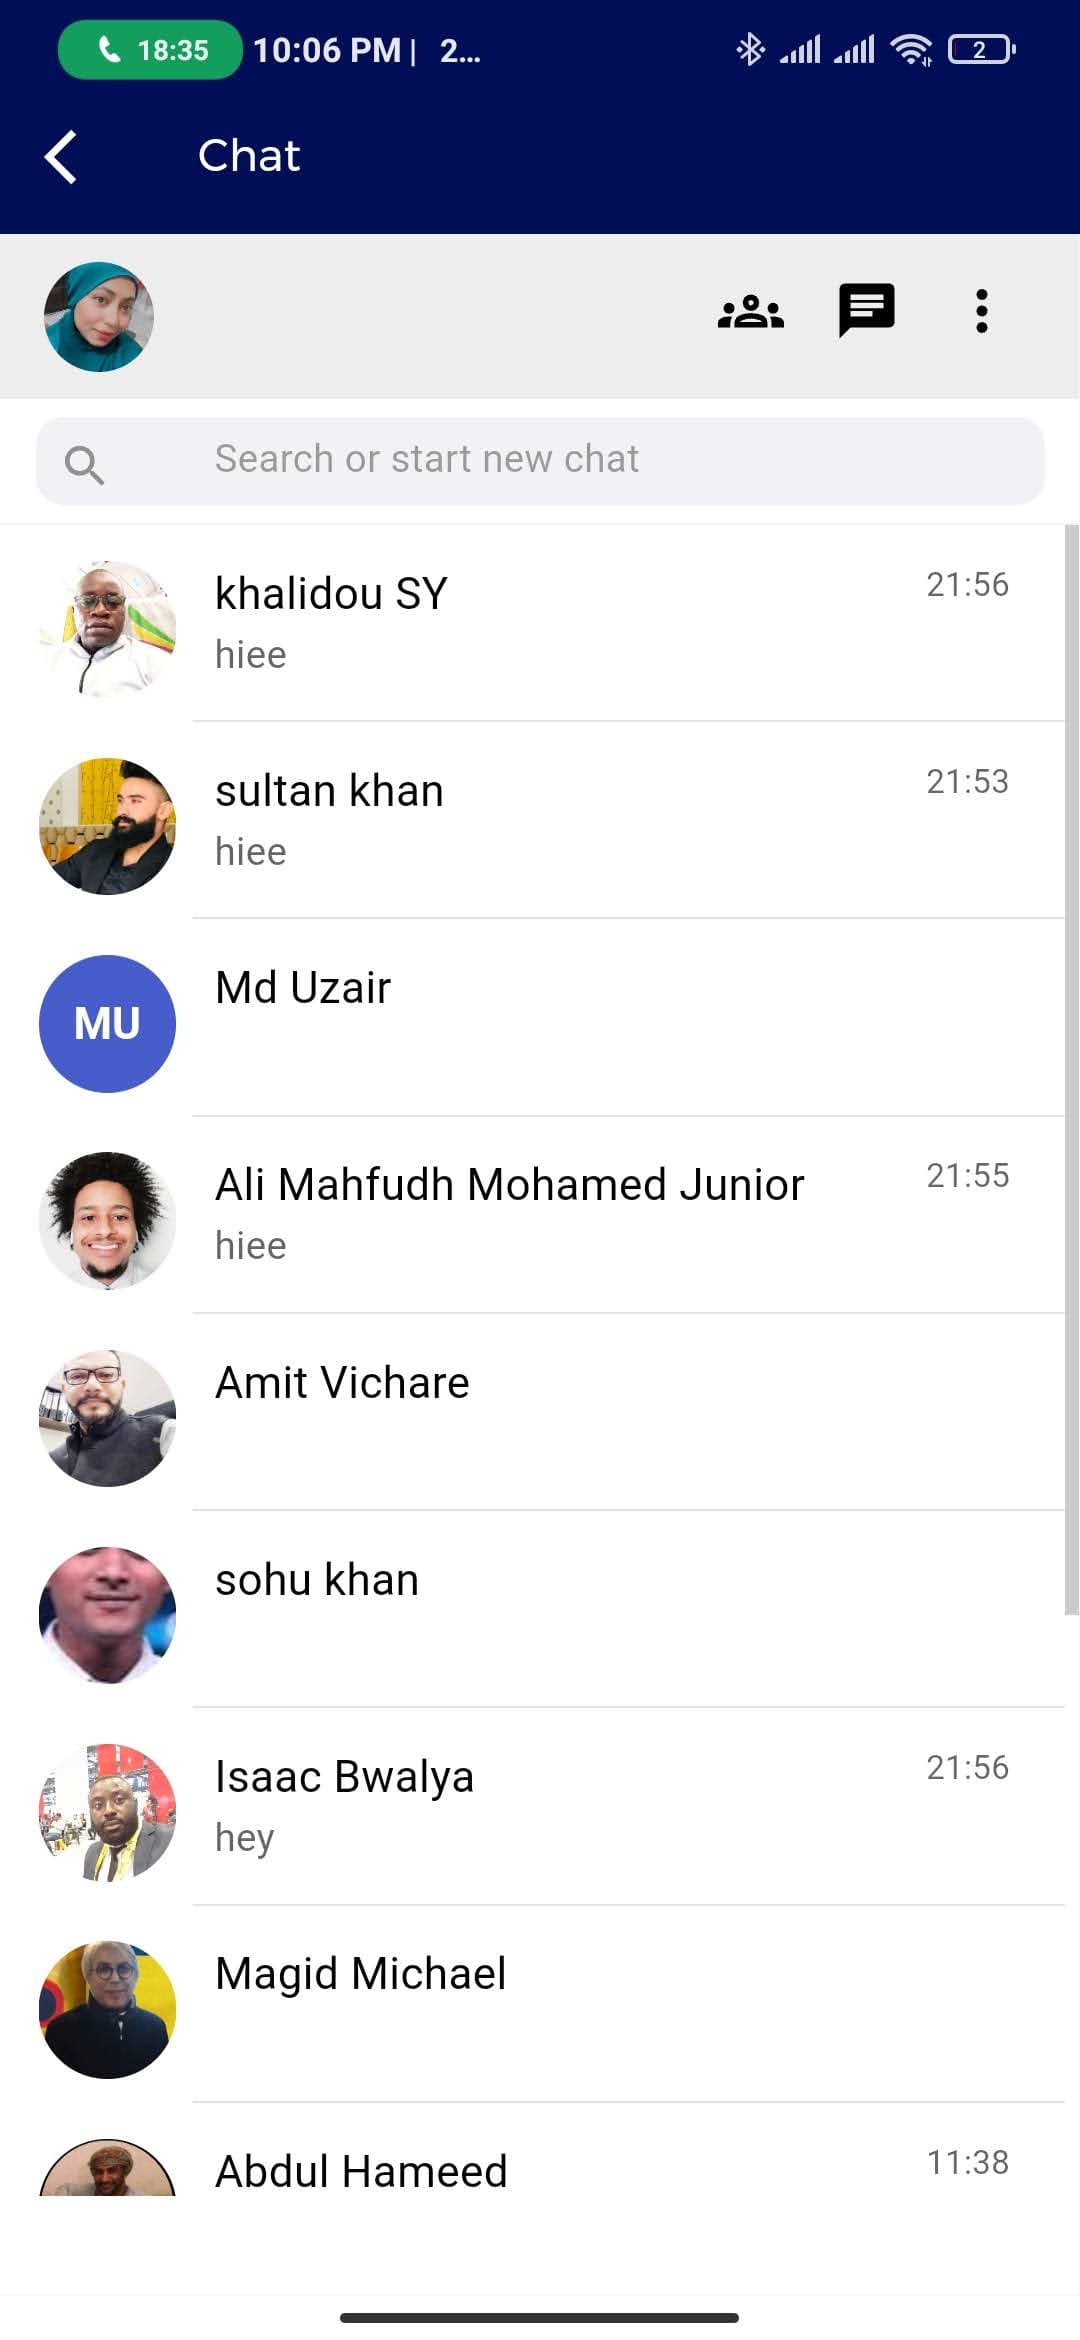 18:35 10:06 PM | 2... 2
Chat
Search or start new chat
khalidou SY 21:56
hiee
sultan khan 21:53
hiee
MU Md Uzair
Ali Mahfudh Mohamed Junior 21:55
hiee
Amit Vichare
sohu khan
Isaac Bwalya 21:56
hey
Magid Michael
Abdul Hameed 11:38